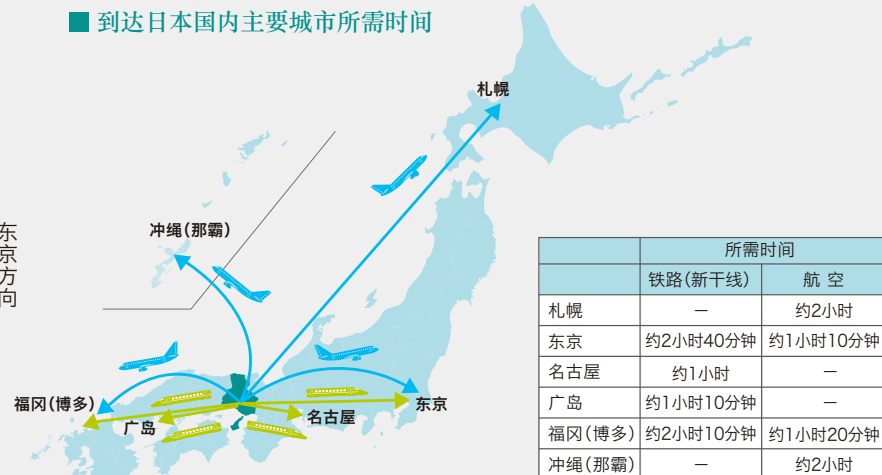 到达日本国内主要城市所需时间
札幌
冲绳(那霸)
东京方向
福冈(博多)
广岛
名古屋
东京
所需时间
铁路(新干线) 航 空
札幌 － 约2小时
东京 约2小时40分钟 约1小时10分钟
名古屋 约1小时 －
广岛 约1小时10分钟 －
福冈(博多) 约2小时10分钟 约1小时20分钟
冲绳(那霸) － 约2小时